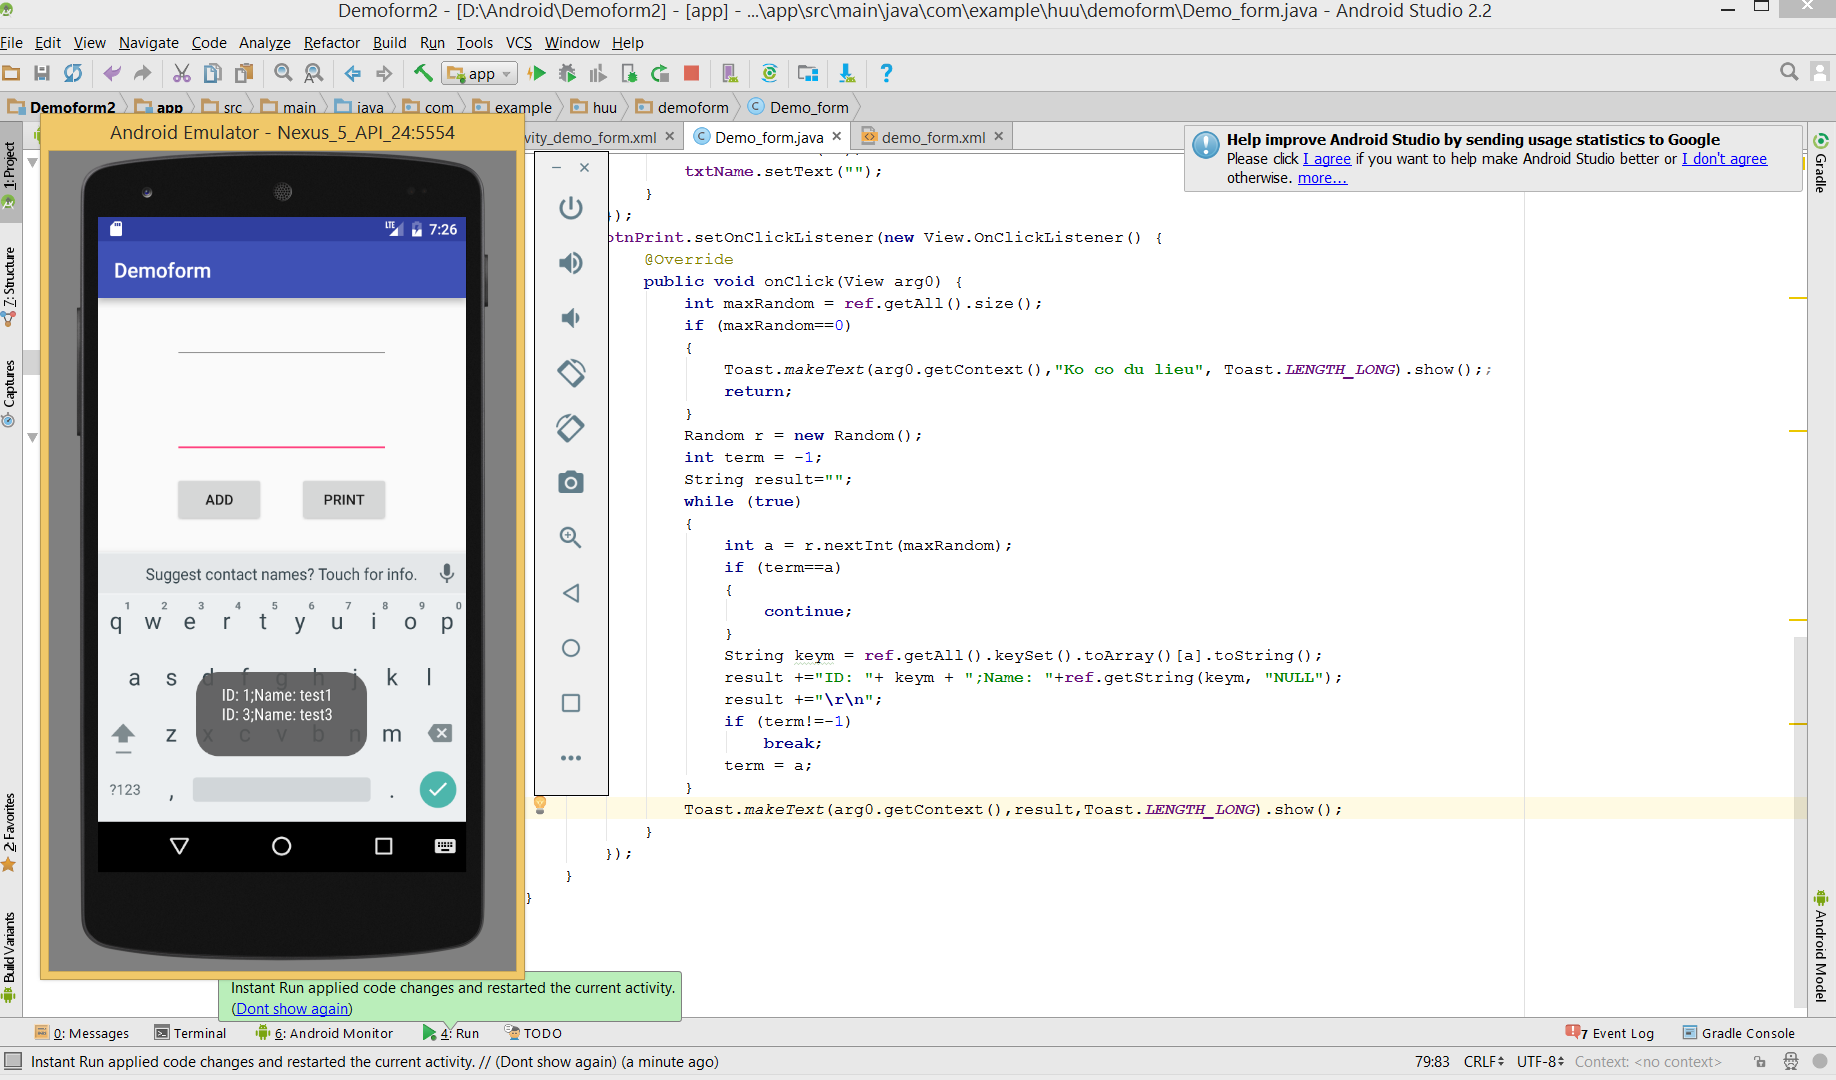 Demoform2 - [D:\Android\Demoform2] - [app] - ...\app\src\main\java\com\example\huu\demoform\Demo_form.java - Android Studio 2.2
File Edit View Navigate Code Analyze Refactor Build Run Tools VCS Window Help
app
Demoform2 app src main java com example huu demoform Demo_form
Android Emulator - Nexus_5_API_24:5554
vity_demo_form.xml Demo_form.java demo_form.xml
Help improve Android Studio by sending usage statistics to Google
Please click I agree if you want to help make Android Studio better or I don't agree
otherwise. more...
1: Project
7: Structure
Captures
2: Favorites
Build Variants
Gradle
Android Model
LTE 7:26
Demoform
ADD PRINT
Suggest contact names? Touch for info.
1 2 3 4 5 6 7 8 9 0
q w e r t y u i o p
a s d f g h j k l
ID: 1;Name: test1
ID: 3;Name: test3
z x c v b n m
?123 , .
txtName.setText("");
}
});
btnPrint.setOnClickListener(new View.OnClickListener() {
@Override
public void onClick(View arg0) {
int maxRandom = ref.getAll().size();
if (maxRandom==0)
{
Toast.makeText(arg0.getContext(),"Ko co du lieu", Toast.LENGTH_LONG).show();;
return;
}
Random r = new Random();
int term = -1;
String result="";
while (true)
{
int a = r.nextInt(maxRandom);
if (term==a)
{
continue;
}
String keym = ref.getAll().keySet().toArray()[a].toString();
result +="ID: "+ keym + ";Name: "+ref.getString(keym, "NULL");
result +="\r\n";
if (term!=-1)
break;
term = a;
}
Toast.makeText(arg0.getContext(),result,Toast.LENGTH_LONG).show();
}
});
}
}
Instant Run applied code changes and restarted the current activity.
(Dont show again)
0: Messages Terminal 6: Android Monitor 4: Run TODO 7 Event Log Gradle Console
Instant Run applied code changes and restarted the current activity. // (Dont show again) (a minute ago) 79:83 CRLF UTF-8 Context: <no context>